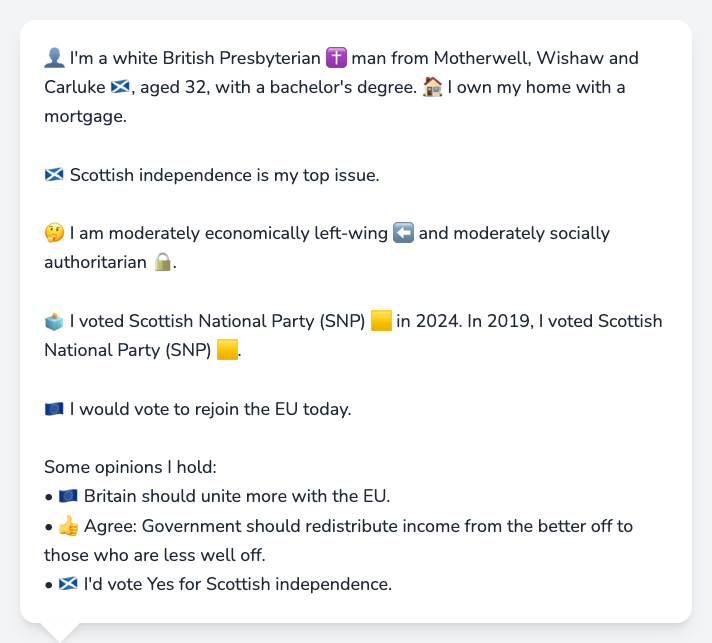 👤 I'm a white British Presbyterian ✝️ man from Motherwell, Wishaw and
Carluke 🏴󠁧󠁢󠁳󠁣󠁴󠁿, aged 32, with a bachelor's degree. 🏠 I own my home with a
mortgage.
🏴󠁧󠁢󠁳󠁣󠁴󠁿 Scottish independence is my top issue.
🤔 I am moderately economically left-wing ⬅️ and moderately socially
authoritarian 🔒.
🗳️ I voted Scottish National Party (SNP) 🟨 in 2024. In 2019, I voted Scottish
National Party (SNP) 🟨.
🇪🇺 I would vote to rejoin the EU today.
Some opinions I hold:
• 🇪🇺 Britain should unite more with the EU.
• 👍 Agree: Government should redistribute income from the better off to
those who are less well off.
• 🏴󠁧󠁢󠁳󠁣󠁴󠁿 I'd vote Yes for Scottish independence.